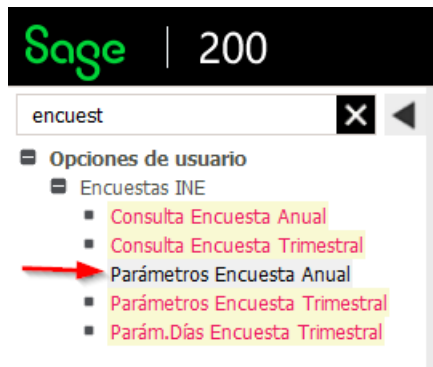 Sage | 200
encuest
Opciones de usuario
Encuestas INE
Consulta Encuesta Anual
Consulta Encuesta Trimestral
Parámetros Encuesta Anual
Parámetros Encuesta Trimestral
Parám.Días Encuesta Trimestral